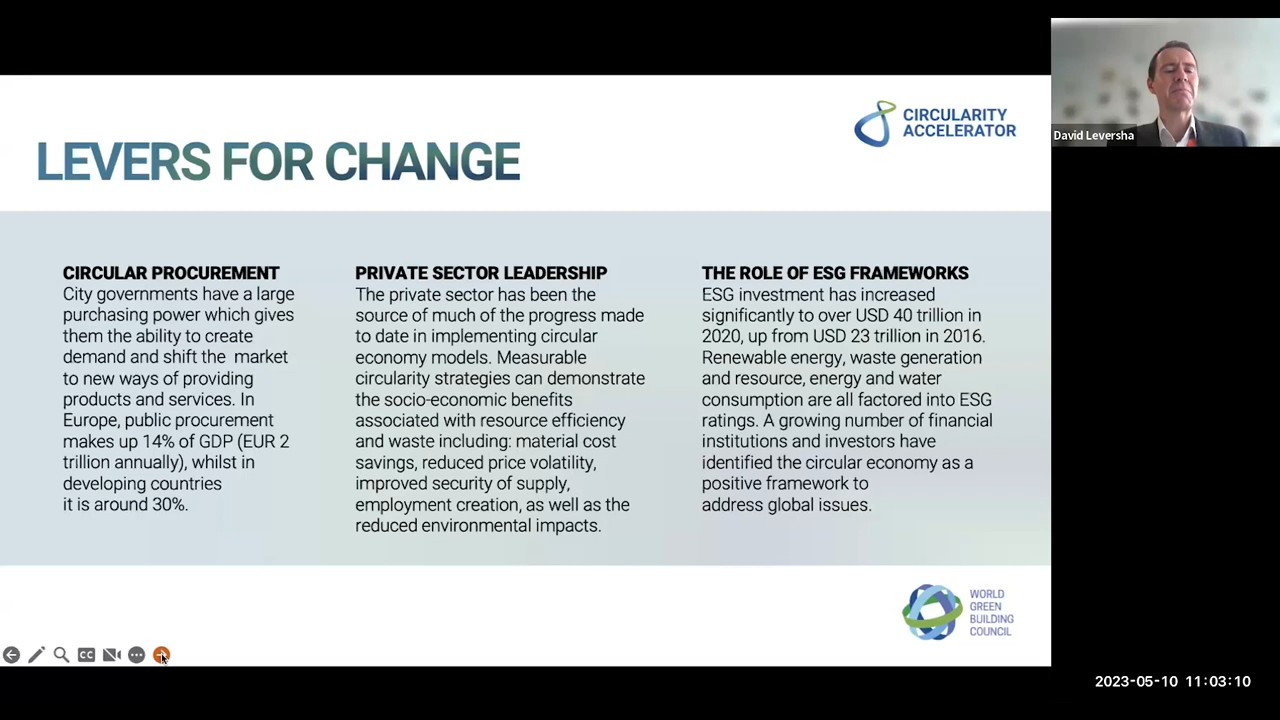 LEVERS FOR CHANGE
CIRCULARITY
ACCELERATOR
David Leversha
CIRCULAR PROCUREMENT
City governments have a large
purchasing power which gives
them the ability to create
demand and shift the market
to new ways of providing
products and services. In
Europe, public procurement
makes up 14% of GDP (EUR 2
trillion annually), whilst in
developing countries
it is around 30%.
PRIVATE SECTOR LEADERSHIP
The private sector has been the
source of much of the progress made
to date in implementing circular
economy models. Measurable
circularity strategies can demonstrate
the socio-economic benefits
associated with resource efficiency
and waste including: material cost
savings, reduced price volatility,
improved security of supply,
employment creation, as well as the
reduced environmental impacts.
THE ROLE OF ESG FRAMEWORKS
ESG investment has increased
significantly to over USD 40 trillion in
2020, up from USD 23 trillion in 2016.
Renewable energy, waste generation
and resource, energy and water
consumption are all factored into ESG
ratings. A growing number of financial
institutions and investors have
identified the circular economy as a
positive framework to
address global issues.
WORLD
GREEN
BUILDING
COUNCIL
CC
2023-05-10 11:03:10